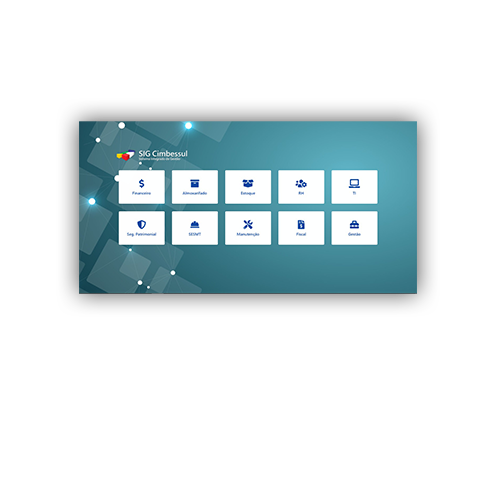 SIG Cimbessul
Sistema Integrado de Gestão
Financeiro
Almoxarifado
Estoque
RH
TI
Seg. Patrimonial
SESMT
Manutenção
Fiscal
Gestão